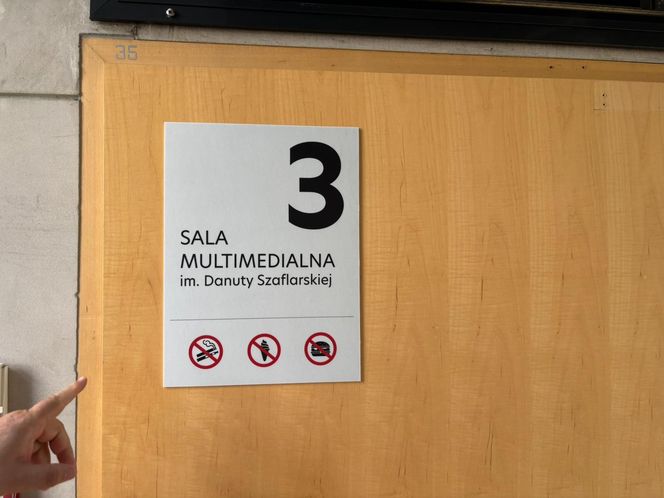 35
3
SALA
MULTIMEDIALNA
im. Danuty Szaflarskiej